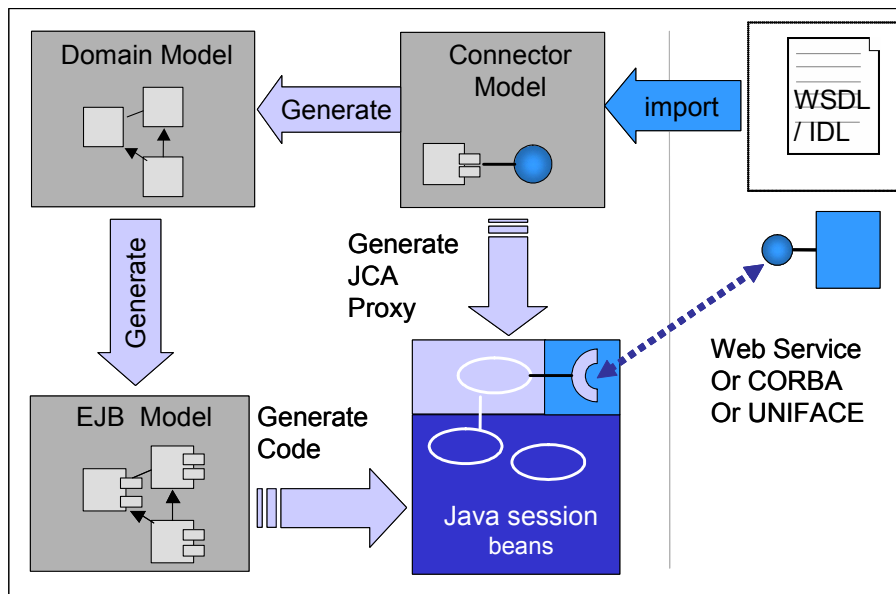 Domain Model
Generate
Connector
Model
import
WSDL
/ IDL
Generate
Generate
JCA
Proxy
Web Service
Or CORBA
Or UNIFACE
EJB  Model
Generate
Code
Java session
beans